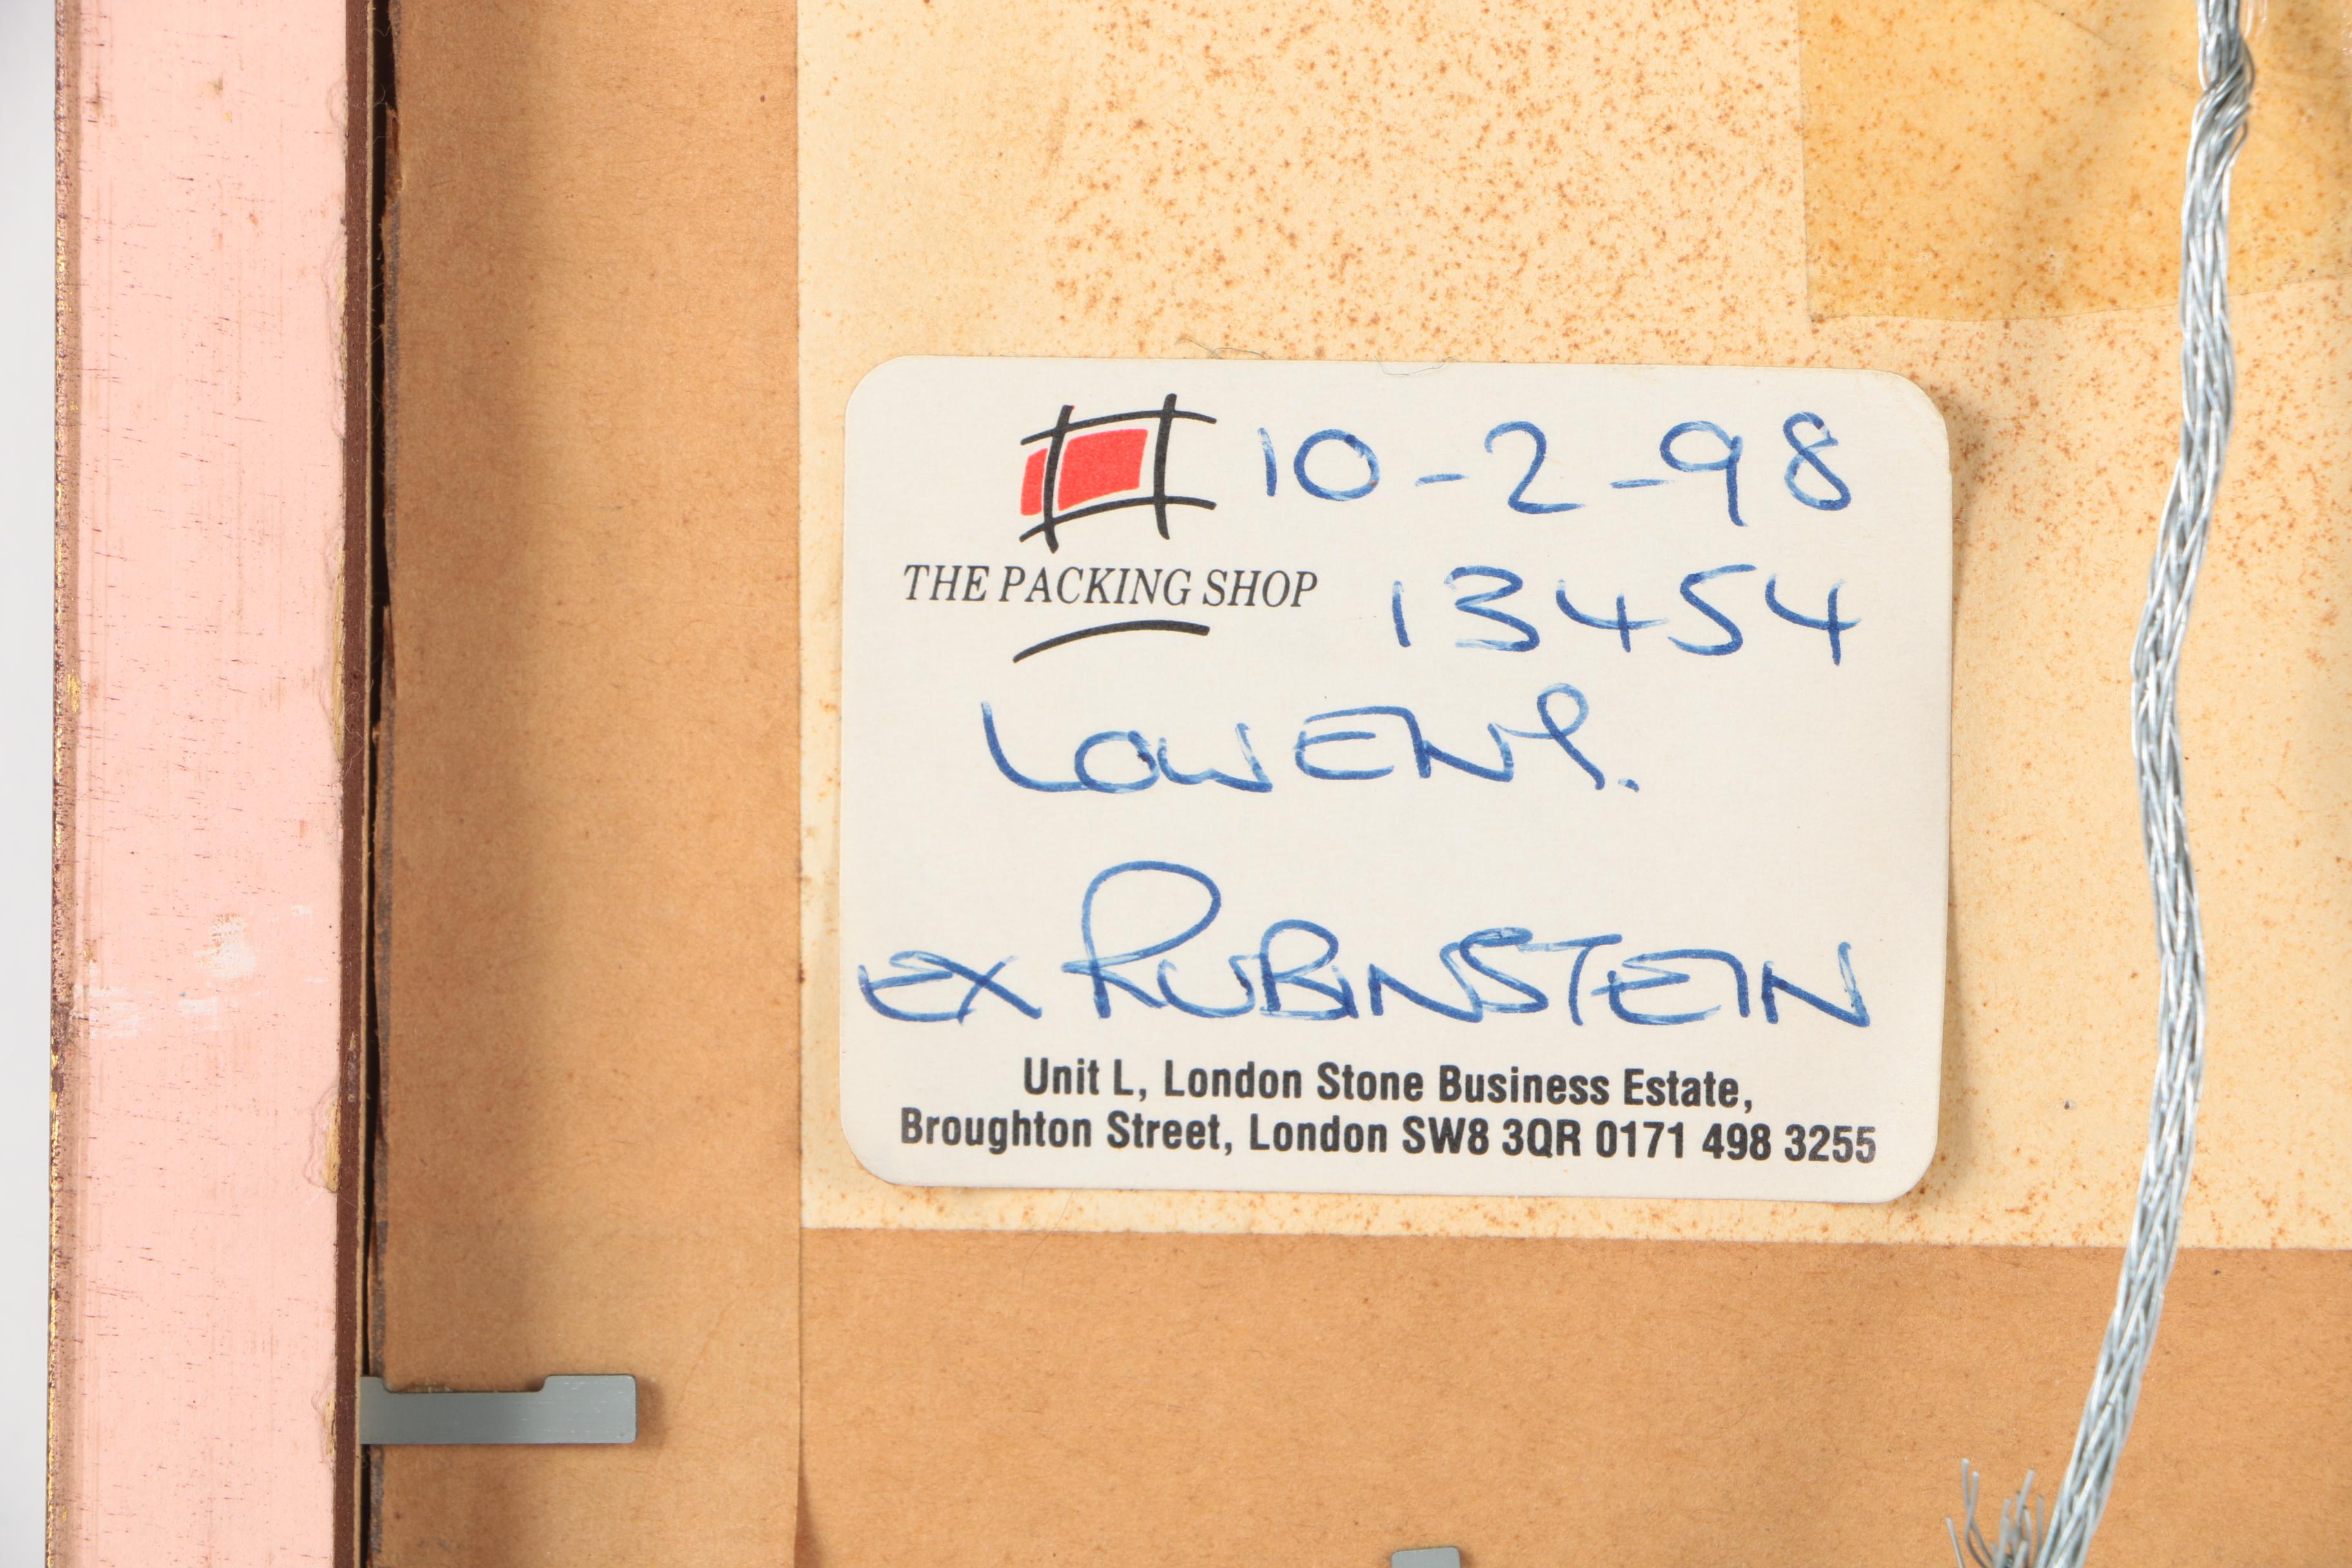 10-2-98
THE PACKING SHOP
13454
EX RUBINSTEIN
Unit L, London Stone Business Estate,
Broughton Street, London SW8 3QR 0171 498 3255